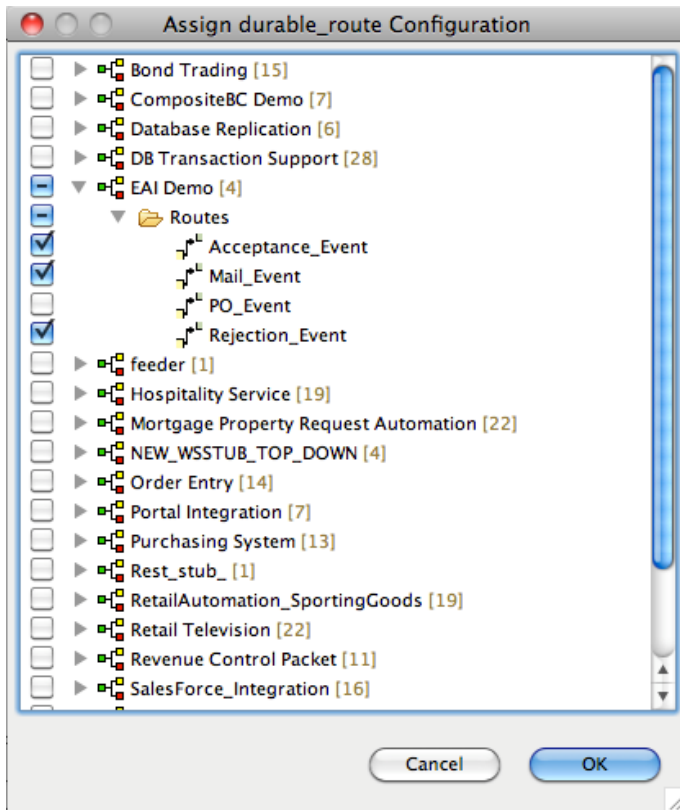 Assign durable_route Configuration
Bond Trading [15]
CompositeBC Demo [7]
Database Replication [6]
DB Transaction Support [28]
EAI Demo [4]
Routes
Acceptance_Event
Mail_Event
PO_Event
Rejection_Event
feeder [1]
Hospitality Service [19]
Mortgage Property Request Automation [22]
NEW_WSSTUB_TOP_DOWN [4]
Order Entry [14]
Portal Integration [7]
Purchasing System [13]
Rest_stub_ [1]
RetailAutomation_SportingGoods [19]
Retail Television [22]
Revenue Control Packet [11]
SalesForce_Integration [16]
Cancel OK